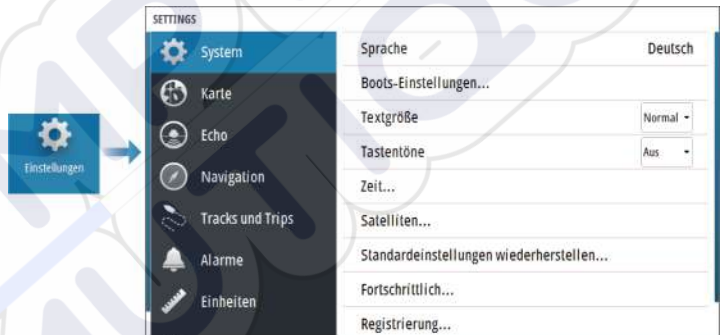 SETTINGS
System
Karte
Echo
Navigation
Tracks und Trips
Alarme
Einheiten
Einstellungen
Sprache Deutsch
Boots-Einstellungen...
Textgröße Normal
Tastentöne Aus
Zeit...
Satelliten...
Standardeinstellungen wiederherstellen...
Fortschrittlich...
Registrierung...